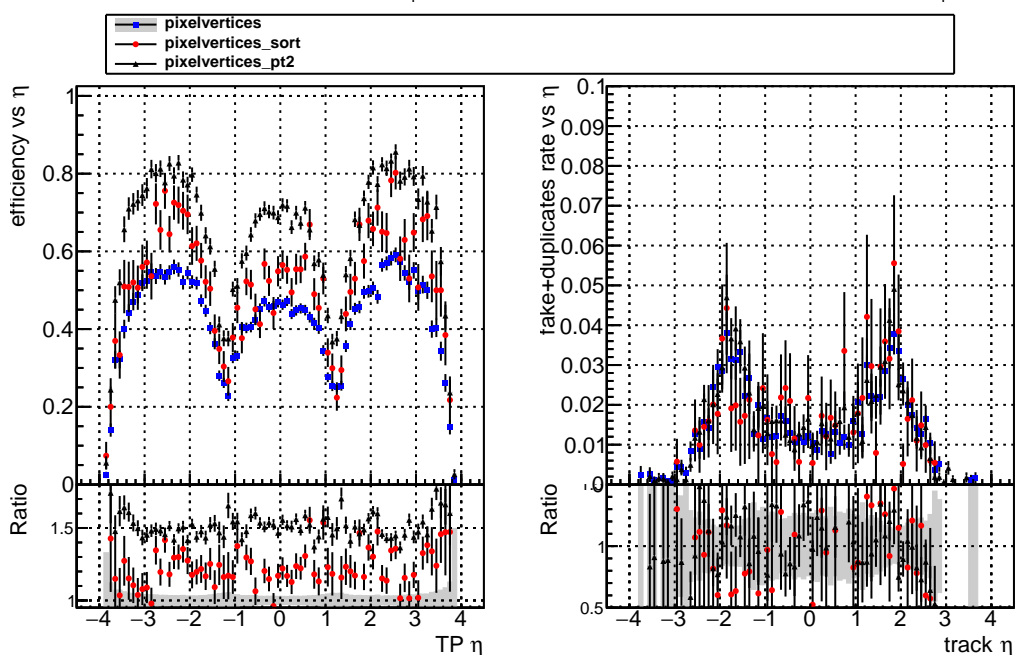 pixelvertices
pixelvertices_sort
pixelvertices_pt2
efficiency vs η
1
0.8
0.6
0.4
0.2
0
Ratio
1.5
1
−4 −3 −2 −1 0 1 2 3 4
TP η
fake+duplicates rate vs η
0.1
0.09
0.08
0.07
0.06
0.05
0.04
0.03
0.02
0.01
0
Ratio
1
0.5
−4 −3 −2 −1 0 1 2 3 4
track η